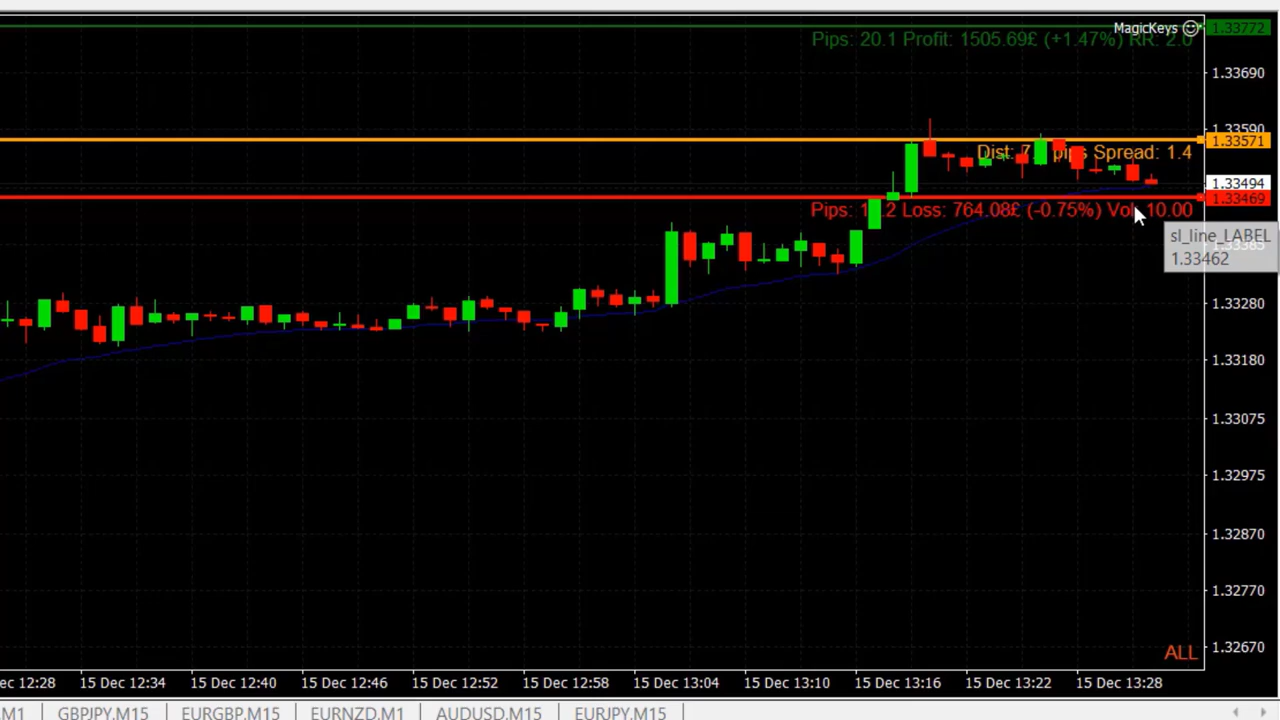 MagicKeys
1.33772
Pips: 20.1 Profit: 1505.69£ (+1.47%) RR: 2.0
1.33690
1.33590
1.33571
Dist: 7. pips Spread: 1.4
1.33494
1.33469
Pips: 10.2 Loss: 764.08£ (-0.75%) Vol: 10.00
sl_line_LABEL
1.33385
1.33462
1.33280
1.33180
1.33075
1.32975
1.32870
1.32770
ALL
1.32670
ec 12:28 15 Dec 12:34 15 Dec 12:40 15 Dec 12:46 15 Dec 12:52 15 Dec 12:58 15 Dec 13:04 15 Dec 13:10 15 Dec 13:16 15 Dec 13:22 15 Dec 13:28
.M1 GBPJPY,M15 EURGBP,M15 EURNZD,M1 AUDUSD,M15 EURJPY,M15